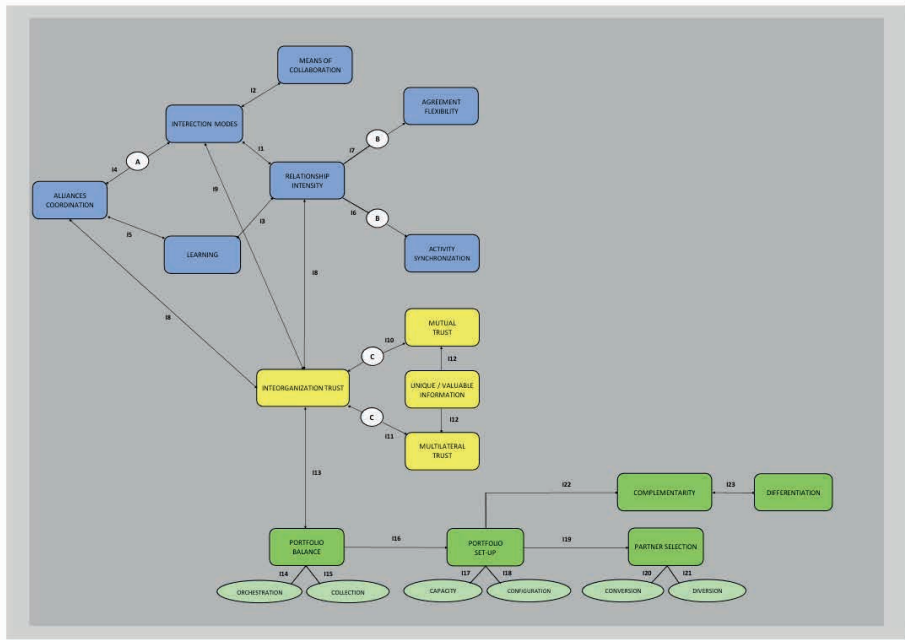 MEANS OF
COLLABORATION
I2
AGREEMENT
FLEXIBILITY
INTERECTION MODES
B
I7
I1
A
I4
RELATIONSHIP
INTENSITY
I9
ALLIANCES
COORDINATION
I3
I6
B
I5
LEARNING
ACTIVITY
SYNCHRONIZATION
I8
I8
MUTUAL
TRUST
I10
C
I12
INTEORGANIZATION TRUST
UNIQUE / VALUABLE
INFORMATION
C
I12
I11
MULTILATERAL
TRUST
I13
I22
COMPLEMENTARITY
I23
DIFFERENTIATION
PORTFOLIO
BALANCE
I16
PORTFOLIO
SET-UP
I19
PARTNER SELECTION
I14
I15
I17
I18
I20
I21
ORCHESTRATION
COLLECTION
CAPACITY
CONFIGURATION
CONVERSION
DIVERSION